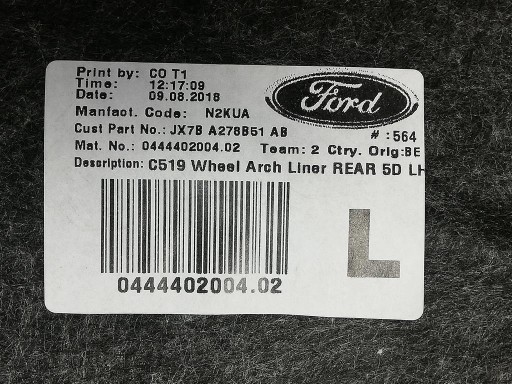 Print by: CO T1
Time: 12:17:09
Date: 09.08.2018
Ford
Manfact. Code: N2KUA
Cust Part No.: JX7B A278B51 AB
#:564
Mat. No.: 0444402004.02 Team: 2 Ctry. Orig:BE
Description: C519 Wheel Arch Liner REAR 5D LH
L
0444402004.02